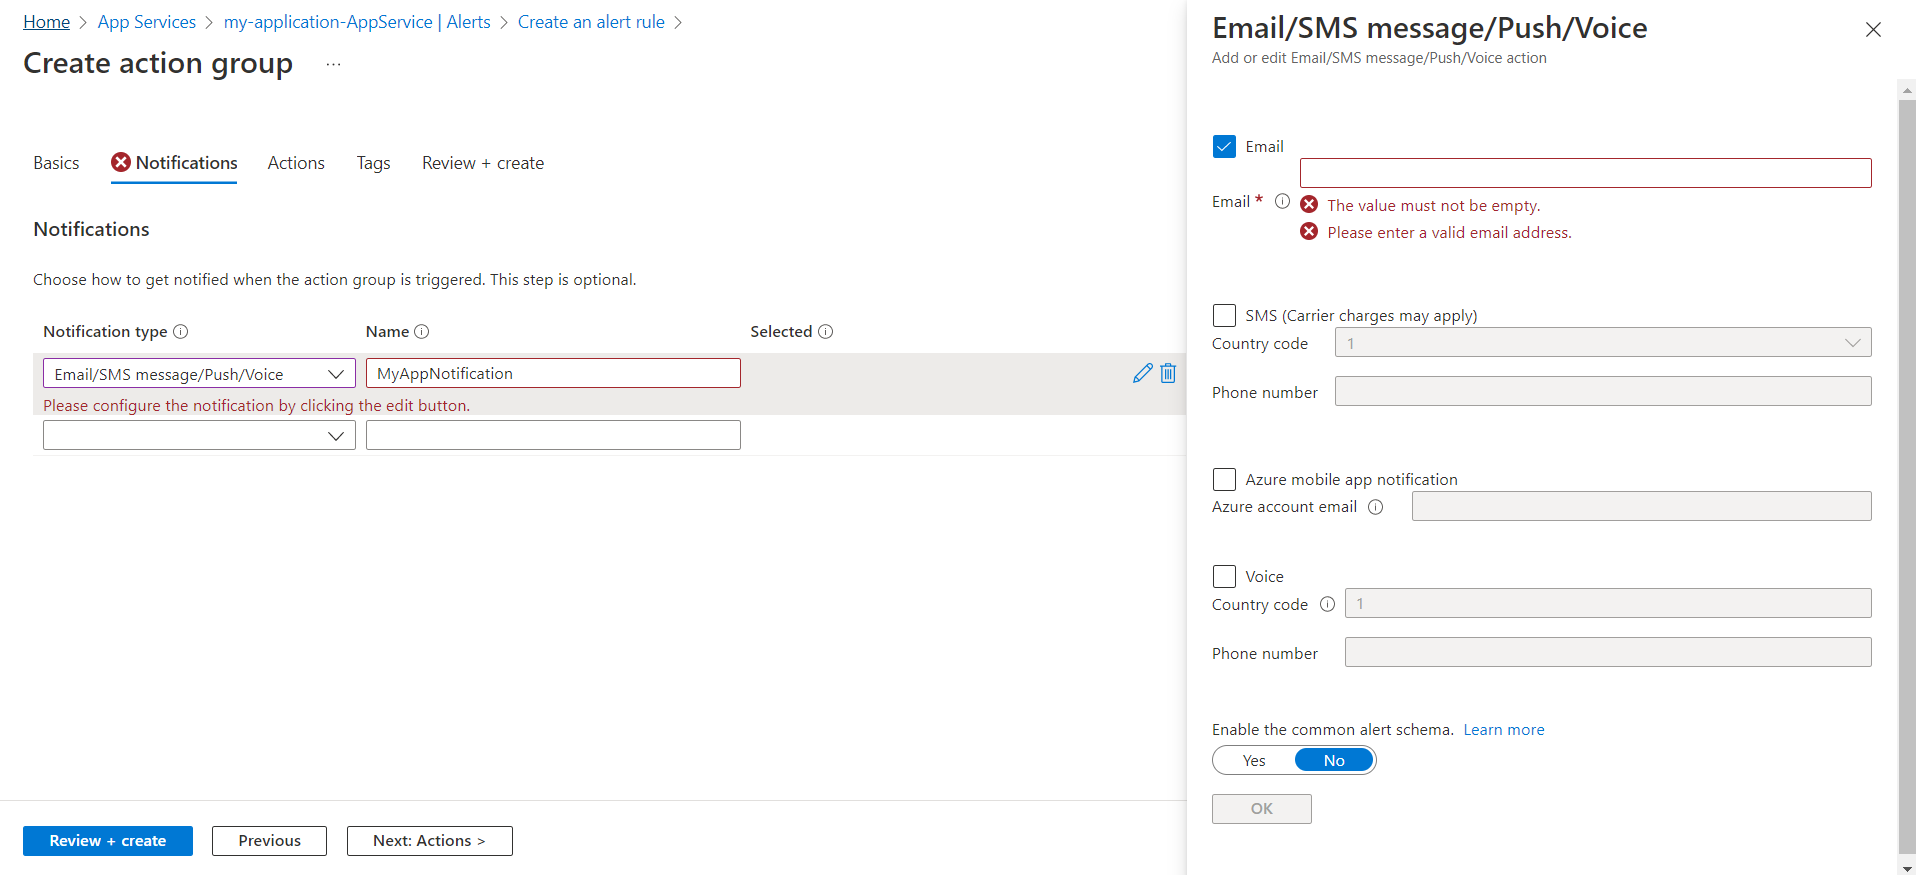 Home > App Services > my-application-AppService | Alerts > Create an alert rule >
Create action group ...
Basics
Notifications
Actions
Tags
Review + create
Notifications
Choose how to get notified when the action group is triggered. This step is optional.
Notification type
Name
Selected
Email/SMS message/Push/Voice
MyAppNotification
Please configure the notification by clicking the edit button.
Review + create
Previous
Next: Actions >
Email/SMS message/Push/Voice
Add or edit Email/SMS message/Push/Voice action
Email
Email *
The value must not be empty.
Please enter a valid email address.
SMS (Carrier charges may apply)
Country code
1
Phone number
Azure mobile app notification
Azure account email
Voice
Country code
1
Phone number
Enable the common alert schema. Learn more
Yes
No
OK